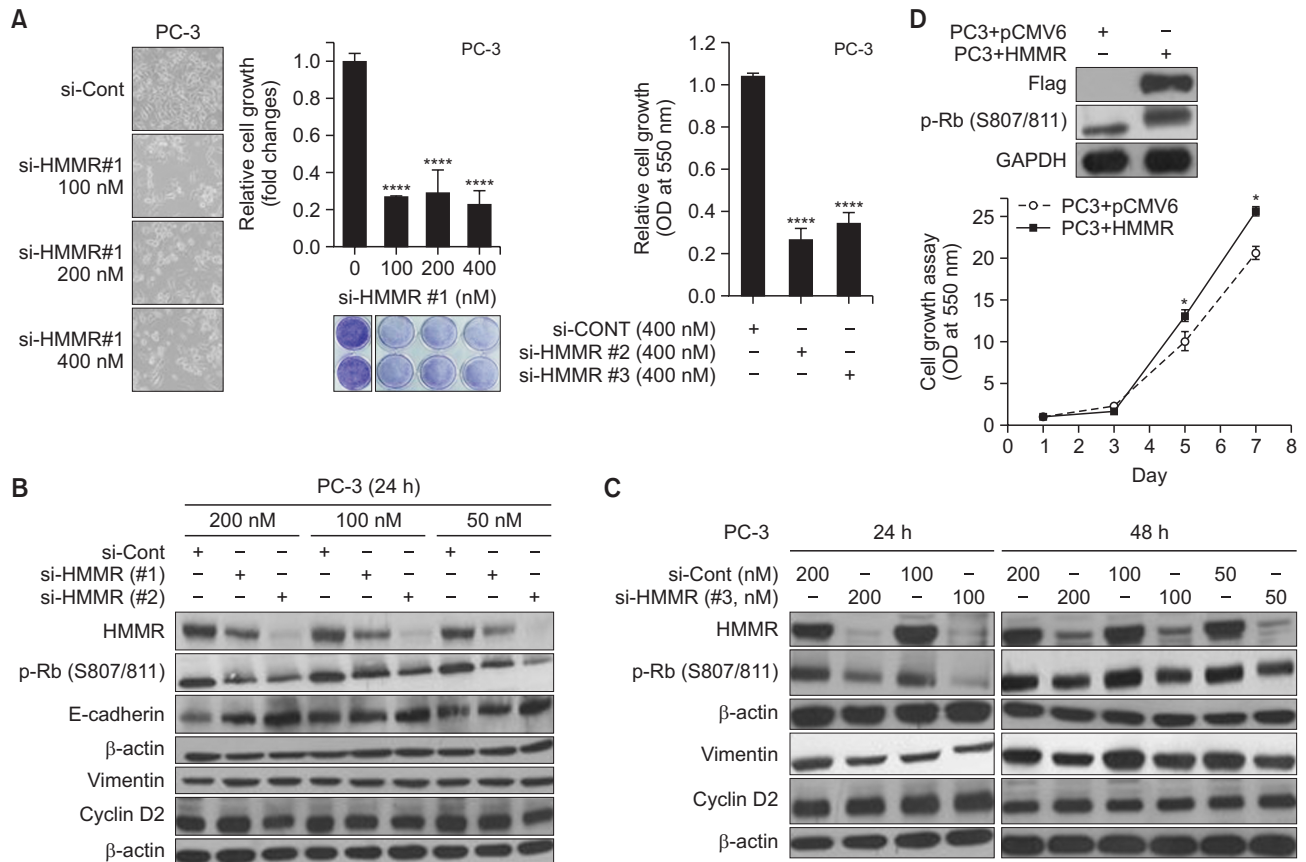 A
PC-3
si-Cont
si-HMMR#1
100 nM
si-HMMR#1
200 nM
si-HMMR#1
400 nM
Relative cell growth
(fold changes)
1.2
1.0
0.8
0.6
0.4
0.2
0.0
PC-3
**** **** ****
0 100 200 400
si-HMMR #1 (nM)
Relative cell growth
(OD at 550 nm)
1.2
1.0
0.8
0.6
0.4
0.2
0.0
PC-3
**** ****
si-CONT (400 nM) + – –
si-HMMR #2 (400 nM) – + –
si-HMMR #3 (400 nM) – – +
D
PC3+pCMV6 + –
PC3+HMMR – +
Flag
p-Rb (S807/811)
GAPDH
Cell growth assay
(OD at 550 nm)
25
20
15
10
5
0
PC3+pCMV6
PC3+HMMR
* *
0 1 2 3 4 5 6 7 8
Day
B
PC-3 (24 h)
200 nM 100 nM 50 nM
si-Cont + – – + – – + – –
si-HMMR (#1) – + – – + – – + –
si-HMMR (#2) – – + – – + – – +
HMMR
p-Rb (S807/811)
E-cadherin
β-actin
Vimentin
Cyclin D2
β-actin
C
PC-3 24 h 48 h
si-Cont (nM) 200 – 100 – 200 – 100 – 50 –
si-HMMR (#3, nM) – 200 – 100 – 200 – 100 – 50
HMMR
p-Rb (S807/811)
β-actin
Vimentin
Cyclin D2
β-actin